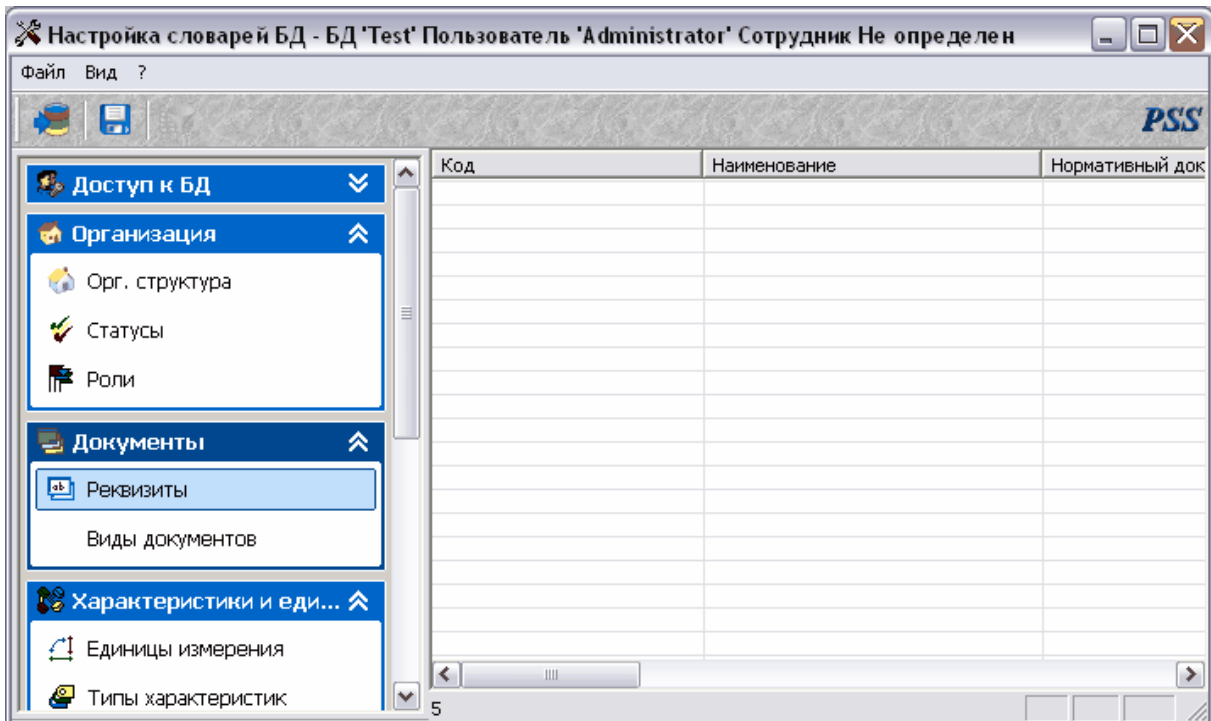 Настройка словарей БД - БД 'Test' Пользователь 'Administrator' Сотрудник Не определен
Файл Вид ?
PSS
Доступ к БД
Организация
Орг. структура
Статусы
Роли
Документы
Реквизиты
Виды документов
Характеристики и еди...
Единицы измерения
Типы характеристик
Код Наименование Нормативный док
5